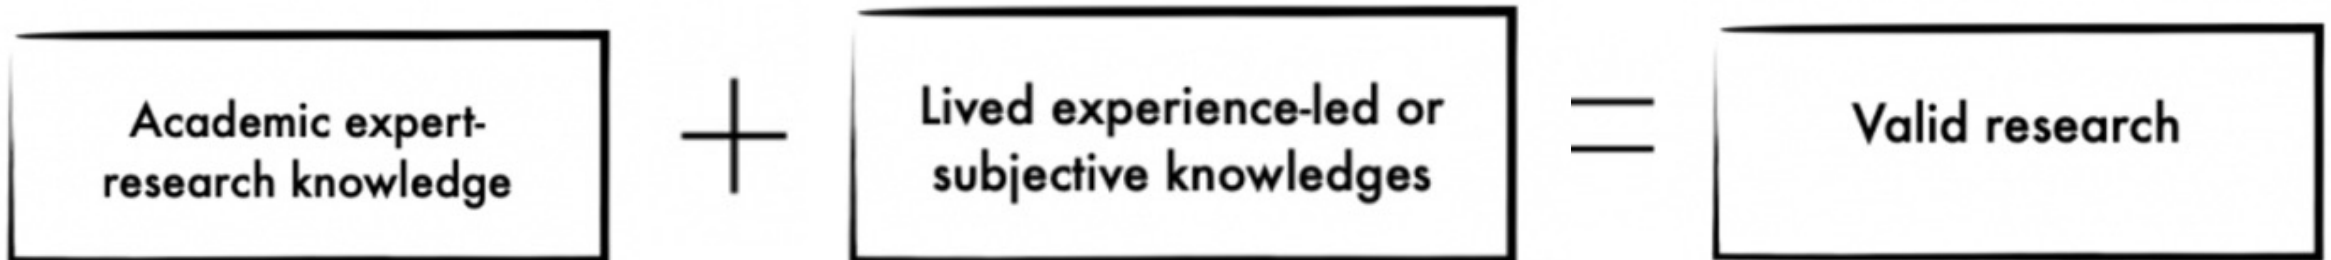 Academic expert-
research knowledge
+
Lived experience-led or
subjective knowledges
=
Valid research